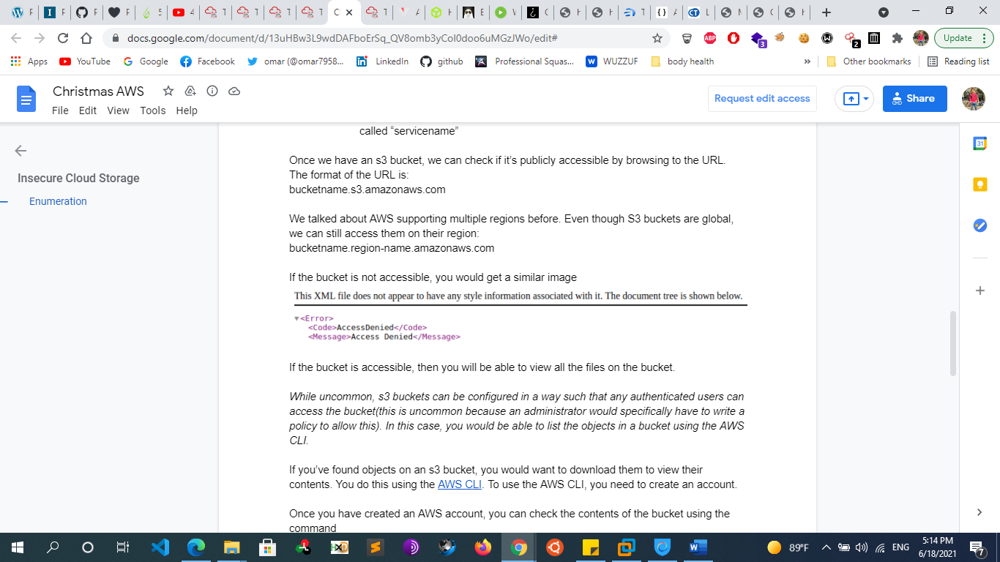 P
F
F
F
5
4
T
T
T
T
C
T
A
H
E
W
C
H
H
T
A
L
M
C
H
docs.google.com/document/d/13uHBw3L9wdDAFboErSq_QV8omb3yCol0doo6uMGzJWo/edit#
ABP
3
2
Update
Apps
YouTube
Google
Facebook
omar (@omar7958...
LinkedIn
github
Professional Squas...
WUZZUF
body health
»
Other bookmarks
Reading list
Christmas AWS
File Edit View Tools Help
Request edit access
Share
Insecure Cloud Storage
Enumeration
called “servicename”
Once we have an s3 bucket, we can check if it’s publicly accessible by browsing to the URL.
The format of the URL is:
bucketname.s3.amazonaws.com
We talked about AWS supporting multiple regions before. Even though S3 buckets are global,
we can still access them on their region:
bucketname.region-name.amazonaws.com
If the bucket is not accessible, you would get a similar image
This XML file does not appear to have any style information associated with it. The document tree is shown below.
▼<Error>
<Code>AccessDenied</Code>
<Message>Access Denied</Message>
If the bucket is accessible, then you will be able to view all the files on the bucket.
While uncommon, s3 buckets can be configured in a way such that any authenticated users can
access the bucket(this is uncommon because an administrator would specifically have to write a
policy to allow this). In this case, you would be able to list the objects in a bucket using the AWS
CLI.
If you’ve found objects on an s3 bucket, you would want to download them to view their
contents. You do this using the AWS CLI. To use the AWS CLI, you need to create an account.
Once you have created an AWS account, you can check the contents of the bucket using the
command
31
89°F
ENG
5:14 PM
6/18/2021
7